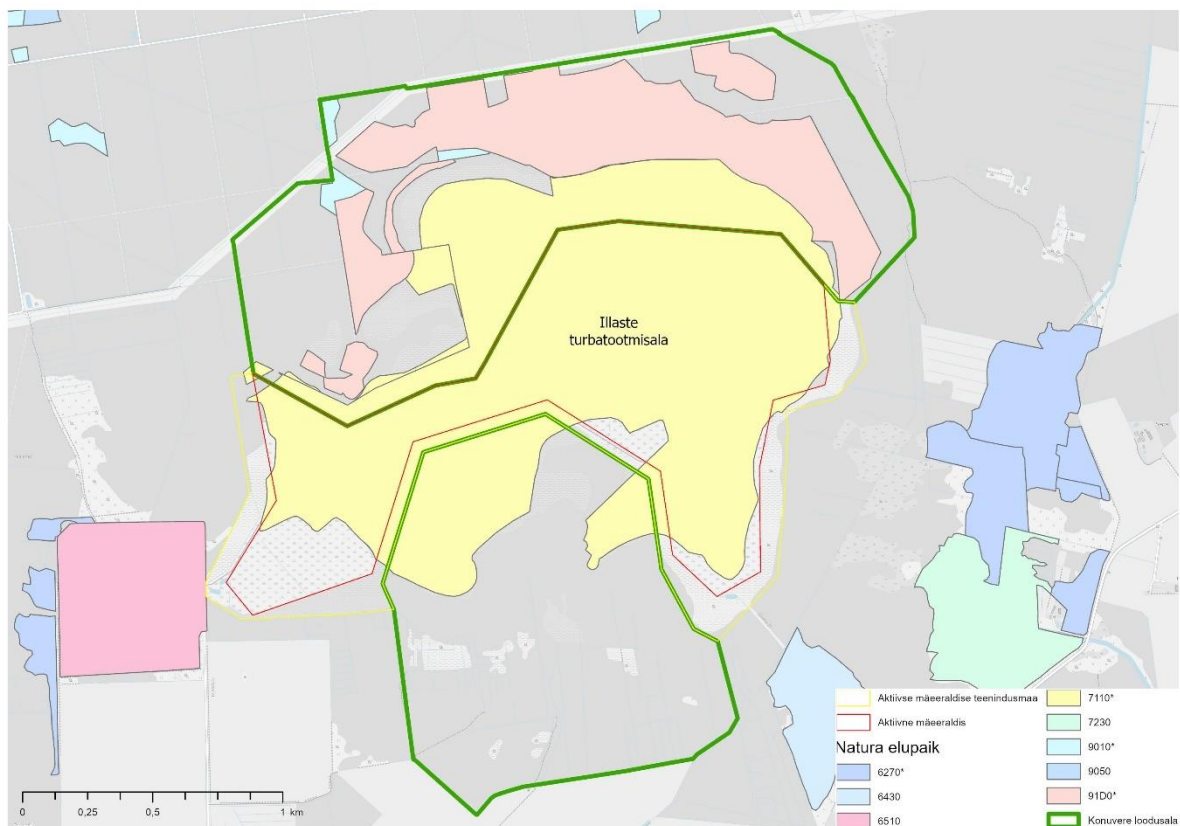 Illaste
turbatootmisala
Aktiivse mäeeraldise teenindusmaa
Aktiivne mäeeraldis
Natura elupaik
6270*
6430
6510
7110*
7230
9010*
9050
91D0*
Konuvere loodusala
0 0,25 0,5 1 km